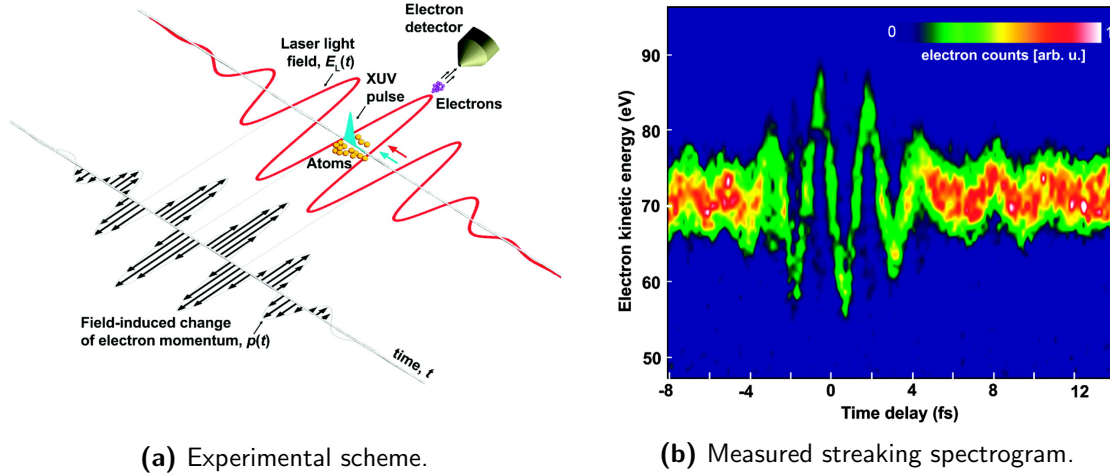 Electron
detector
Laser light
field, E_L(t)
XUV
pulse
Electrons
Atoms
Field-induced change
of electron momentum, p(t)
time, t
(a) Experimental scheme.
0
1
electron counts [arb. u.]
Electron kinetic energy (eV)
90
80
70
60
50
-8
-4
0
4
8
12
Time delay (fs)
(b) Measured streaking spectrogram.